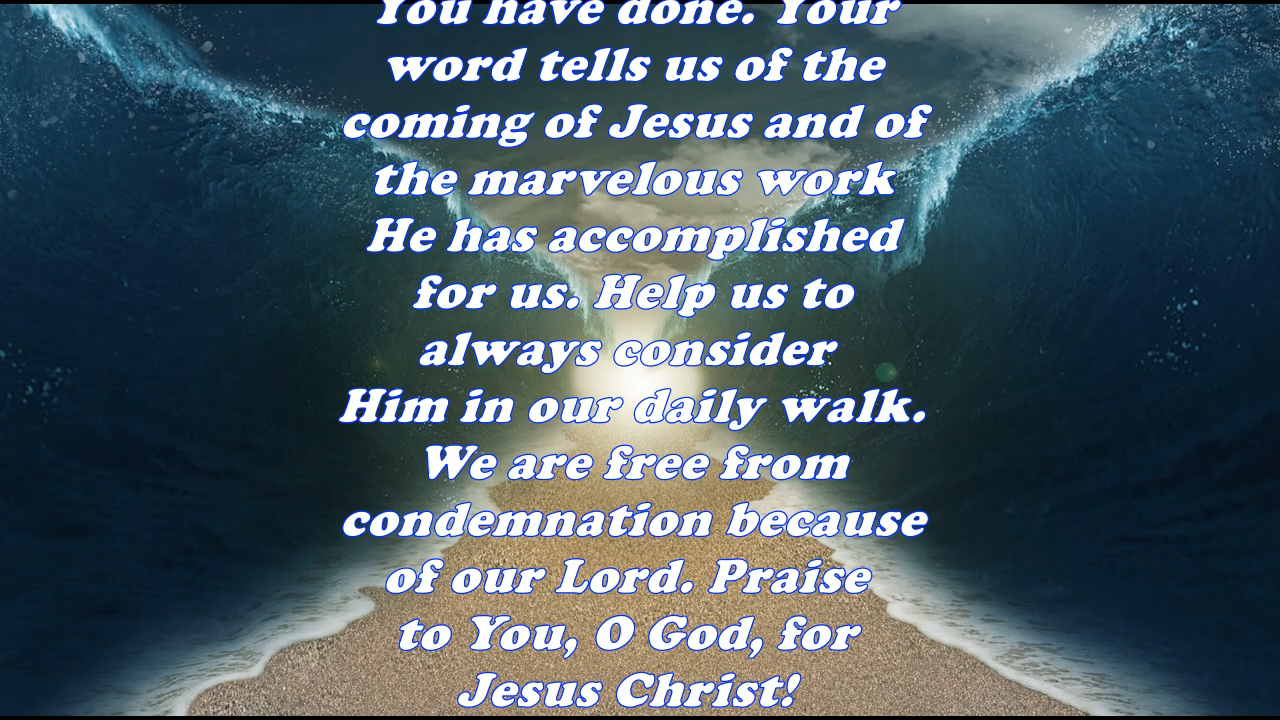 You have done. Your
word tells us of the
coming of Jesus and of
the marvelous work
He has accomplished
for us. Help us to
always consider
Him in our daily walk.
We are free from
condemnation because
of our Lord. Praise
to You, O God, for
Jesus Christ!